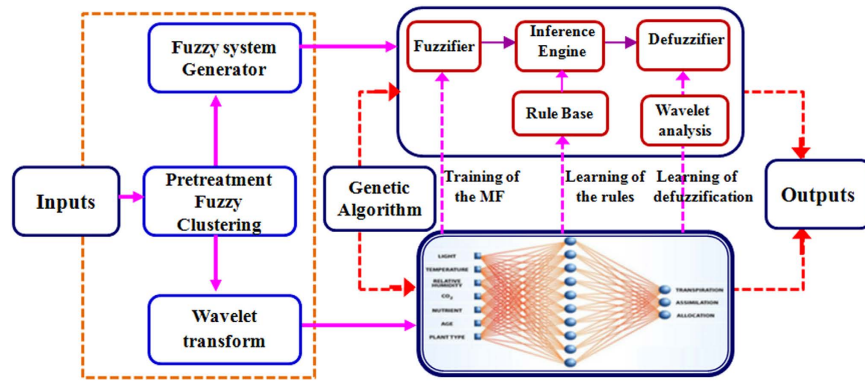 Fuzzy system
Generator
Inputs
Pretreatment
Fuzzy
Clustering
Wavelet
transform
Genetic
Algorithm
Fuzzifier
Inference
Engine
Defuzzifier
Rule Base
Wavelet
analysis
Training of
the MF
Learning of
the rules
Learning of
defuzzification
Outputs
LIGHT
TEMPERATURE
RELATIVE
HUMIDITY
CO₂
NUTRIENT
AGE
PLANT TYPE
TRANSPIRATION
ASSIMILATION
ALLOCATION